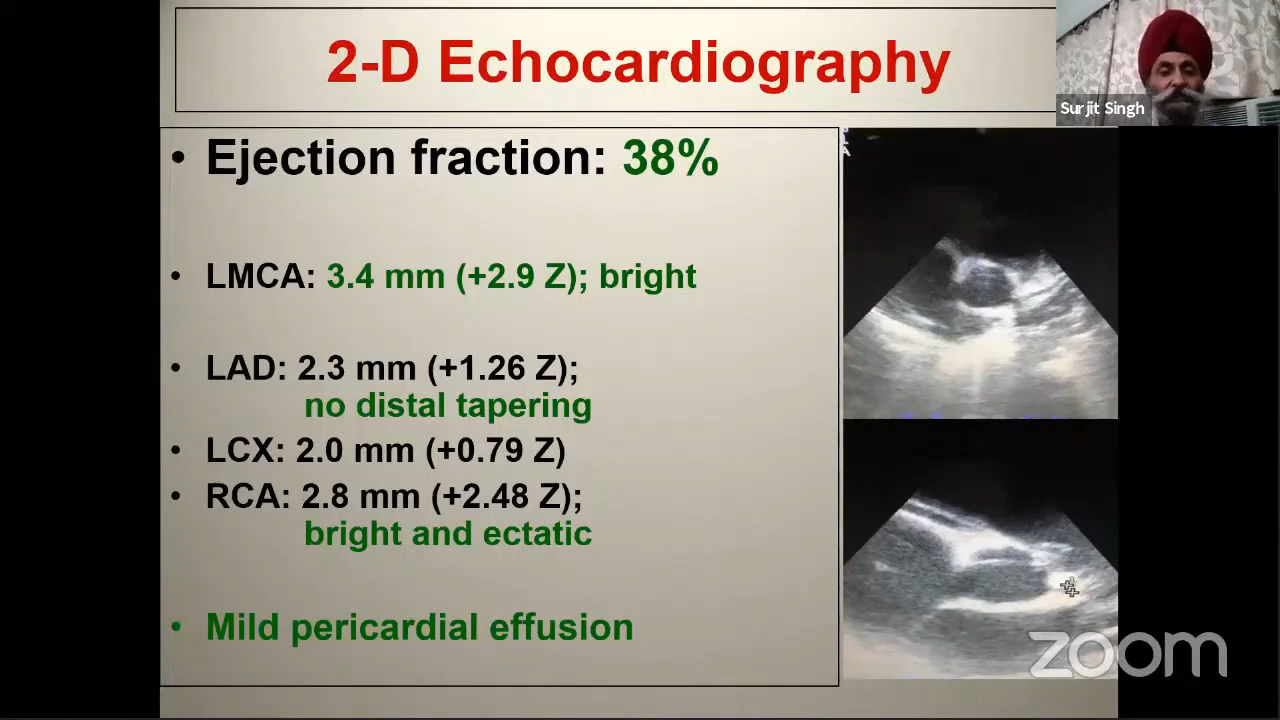 2-D Echocardiography
Surjit Singh
• Ejection fraction: 38%
• LMCA: 3.4 mm (+2.9 Z); bright
• LAD: 2.3 mm (+1.26 Z);
no distal tapering
• LCX: 2.0 mm (+0.79 Z)
• RCA: 2.8 mm (+2.48 Z);
bright and ectatic
• Mild pericardial effusion
zoom